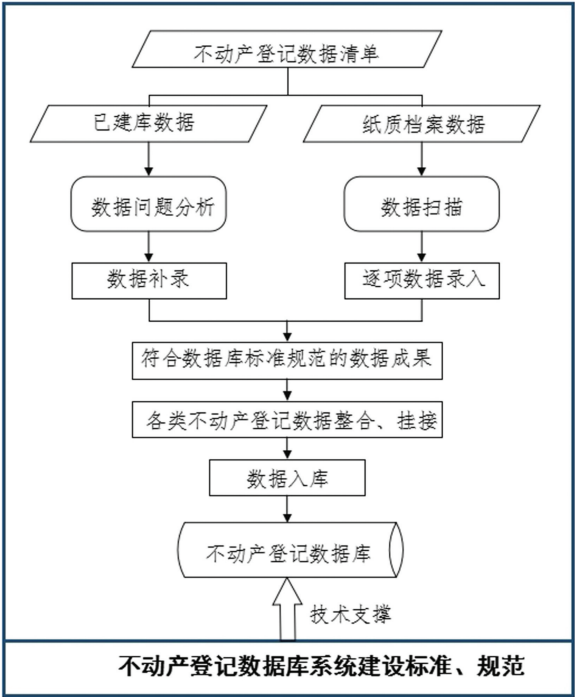 不动产登记数据清单
已建库数据
纸质档案数据
数据问题分析
数据扫描
数据补录
逐项数据录入
符合数据库标准规范的数据成果
各类不动产登记数据整合、挂接
数据入库
不动产登记数据库
技术支撑
不动产登记数据库系统建设标准、规范